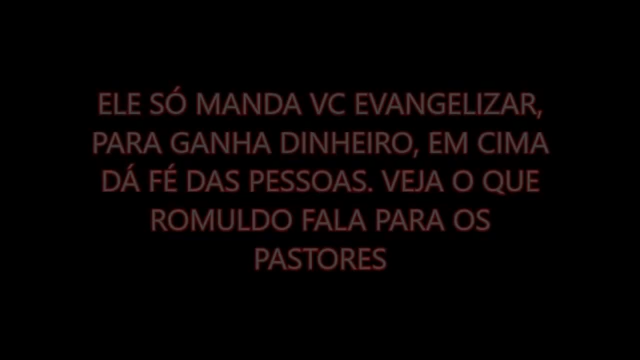 ELE SÓ MANDA VC EVANGELIZAR,
PARA GANHA DINHEIRO, EM CIMA
DÁ FÉ DAS PESSOAS. VEJA O QUE
ROMULDO FALA PARA OS
PASTORES